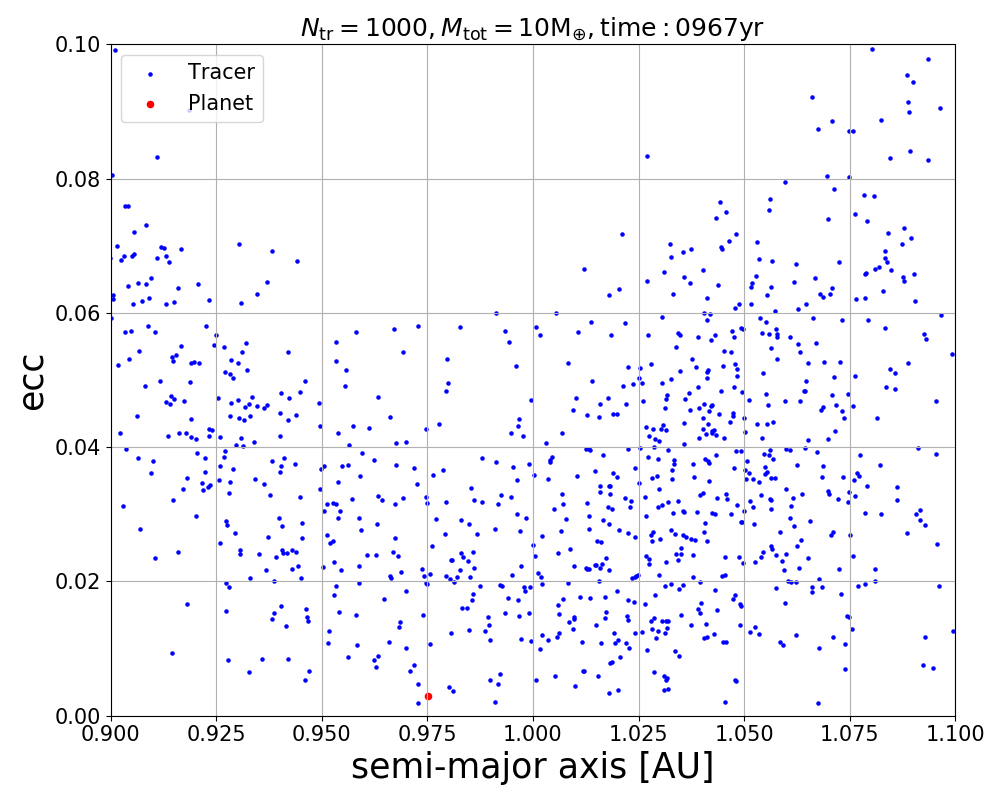 N_tr = 1000, M_tot = 10M_⊕, time : 0967yr
Tracer
Planet
0.10
0.08
0.06
0.04
0.02
0.00
ecc
0.900 0.925 0.950 0.975 1.000 1.025 1.050 1.075 1.100
semi-major axis [AU]